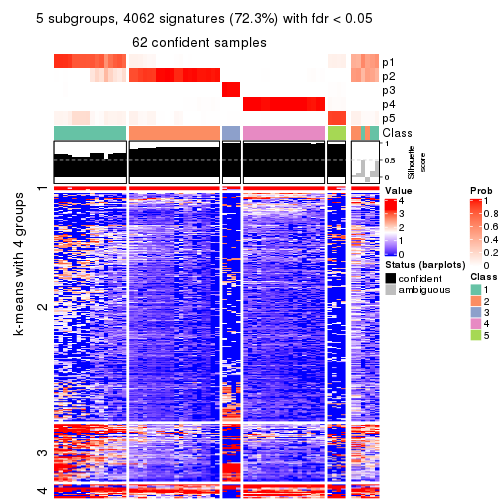 5 subgroups, 4062 signatures (72.3%) with fdr < 0.05
62 confident samples
p1
p2
p3
p4
p5
Class
1
0.5
0
Silhouette
score
k-means with 4 groups
1
2
3
4
Value
4
3
2
1
0
Status (barplots)
confident
ambiguous
Prob
1
0.8
0.6
0.4
0.2
0
Class
1
2
3
4
5